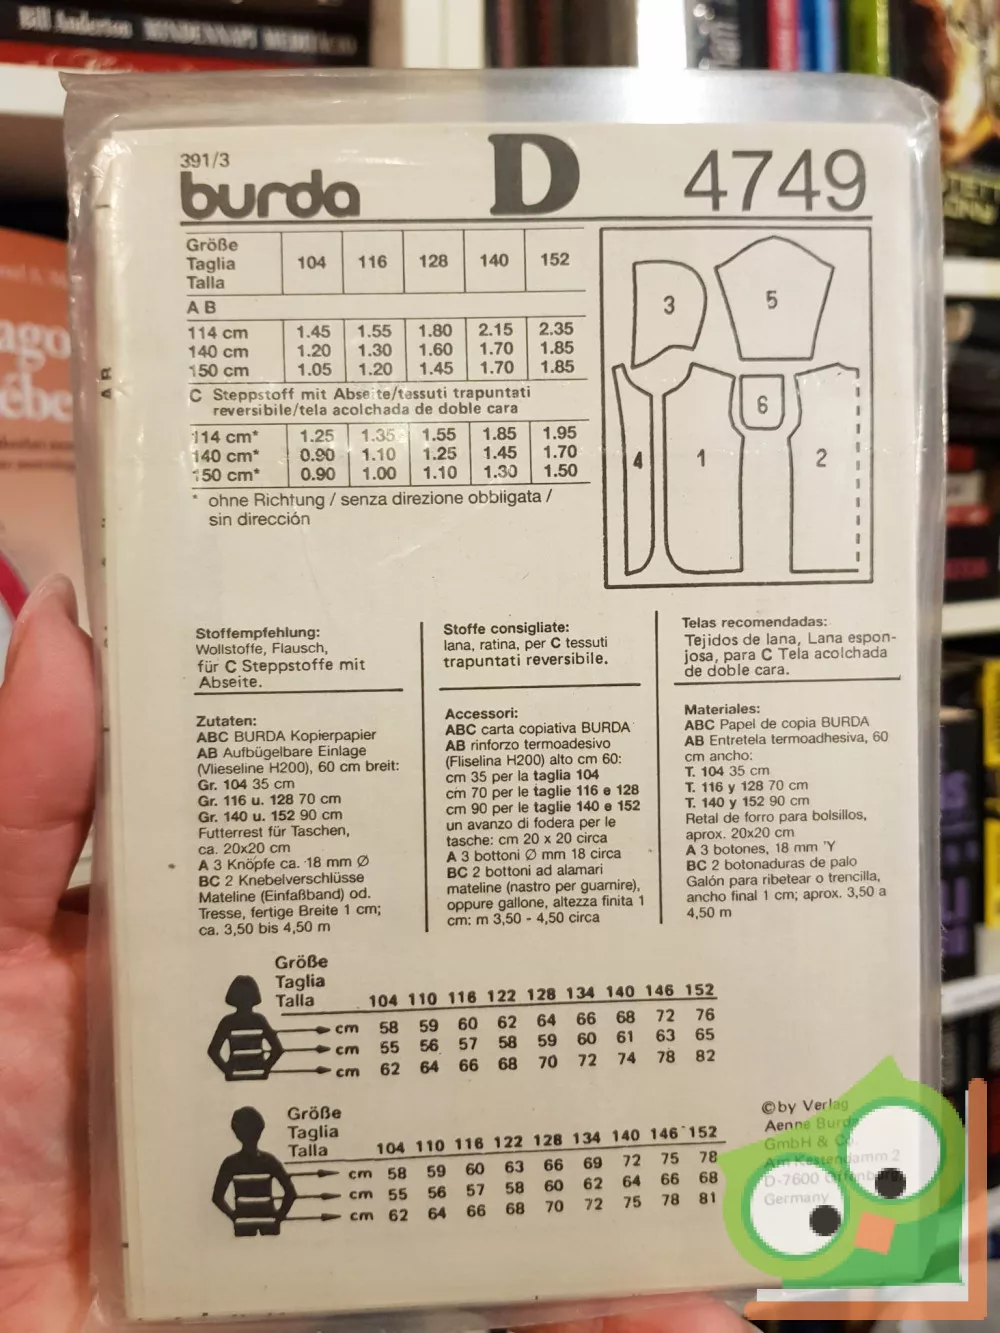 Bill Anderson MINDENNAPI
391/3
burda D 4749
Größe
Taglia
Talla
104 116 128 140 152
A B
114 cm 1.45 1.55 1.80 2.15 2.35
140 cm 1.20 1.30 1.60 1.70 1.85
150 cm 1.05 1.20 1.45 1.70 1.85
C Steppstoff mit Abseite/tessuti trapuntati
reversibile/tela acolchada de doble cara
114 cm* 1.25 1.35 1.55 1.85 1.95
140 cm* 0.90 1.10 1.25 1.45 1.70
150 cm* 0.90 1.00 1.10 1.30 1.50
* ohne Richtung / senza direzione obbligata /
sin dirección
3 5
6
4 1 2
Stoffempfehlung:
Wollstoffe, Flausch,
für C Steppstoffe mit
Abseite.
Zutaten:
ABC BURDA Kopierpapier
AB Aufbügelbare Einlage
(Vlieseline H200), 60 cm breit:
Gr. 104 35 cm
Gr. 116 u. 128 70 cm
Gr. 140 u. 152 90 cm
Futterrest für Taschen,
ca. 20x20 cm
A 3 Knöpfe ca. 18 mm Ø
BC 2 Knebelverschlüsse
Mateline (Einfaßband) od.
Tresse, fertige Breite 1 cm;
ca. 3,50 bis 4,50 m
Stoffe consigliate:
lana, ratina, per C tessuti
trapuntati reversibile.
Accessori:
ABC carta copiativa BURDA
AB rinforzo termoadesivo
(Fliselina H200) alto cm 60:
cm 35 per la taglia 104
cm 70 per le taglie 116 e 128
cm 90 per le taglie 140 e 152
un avanzo di fodera per le
tasche: cm 20 x 20 circa
A 3 bottoni Ø mm 18 circa
BC 2 bottoni ad alamari
mateline (nastro per guarnire),
oppure gallone, altezza finita 1
cm: m 3,50 - 4,50 circa
Telas recomendadas:
Tejidos de lana, Lana espon-
josa, para C Tela acolchada
de doble cara.
Materiales:
ABC Papel de copia BURDA
AB Entretela termoadhesiva, 60
cm ancho:
T. 104 35 cm
T. 116 y 128 70 cm
T. 140 y 152 90 cm
Retal de forro para bolsillos,
aprox. 20x20 cm
A 3 botones, 18 mm
BC 2 botonaduras de palo
Galón para ribetear o trencilla,
ancho final 1 cm; aprox. 3,50 a
4,50 m
Größe
Taglia
Talla 104 110 116 122 128 134 140 146 152
cm 58 59 60 62 64 66 68 72 76
cm 55 56 57 58 59 60 61 63 65
cm 62 64 66 68 70 72 74 78 82
Größe
Taglia
Talla 104 110 116 122 128 134 140 146 152
cm 58 59 60 63 66 69 72 75 78
cm 55 56 57 58 60 62 64 66 68
cm 62 64 66 68 70 72 75 78 81
©by Verlag
Aenne Burda
GmbH & Co.
Am Kestendamm 2
D-7600 Offenburg
Germany